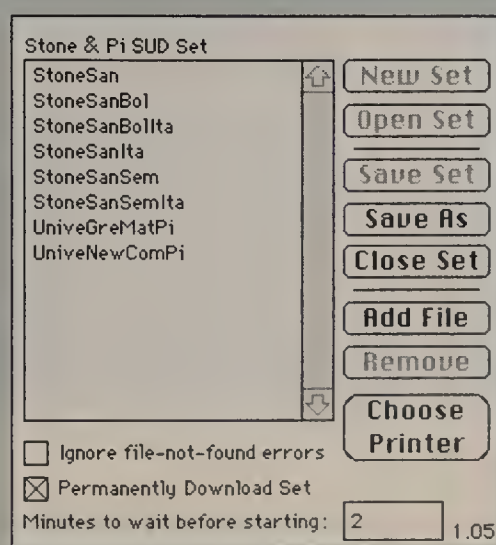 Stone & Pi SUD Set
StoneSan
StoneSanBol
StoneSanBolIta
StoneSanIta
StoneSanSem
StoneSanSemIta
UniveGreMatPi
UniveNewComPi
New Set
Open Set
Save Set
Save As
Close Set
Add File
Remove
Choose
Printer
Ignore file-not-found errors
Permanently Download Set
Minutes to wait before starting: 2
1.05